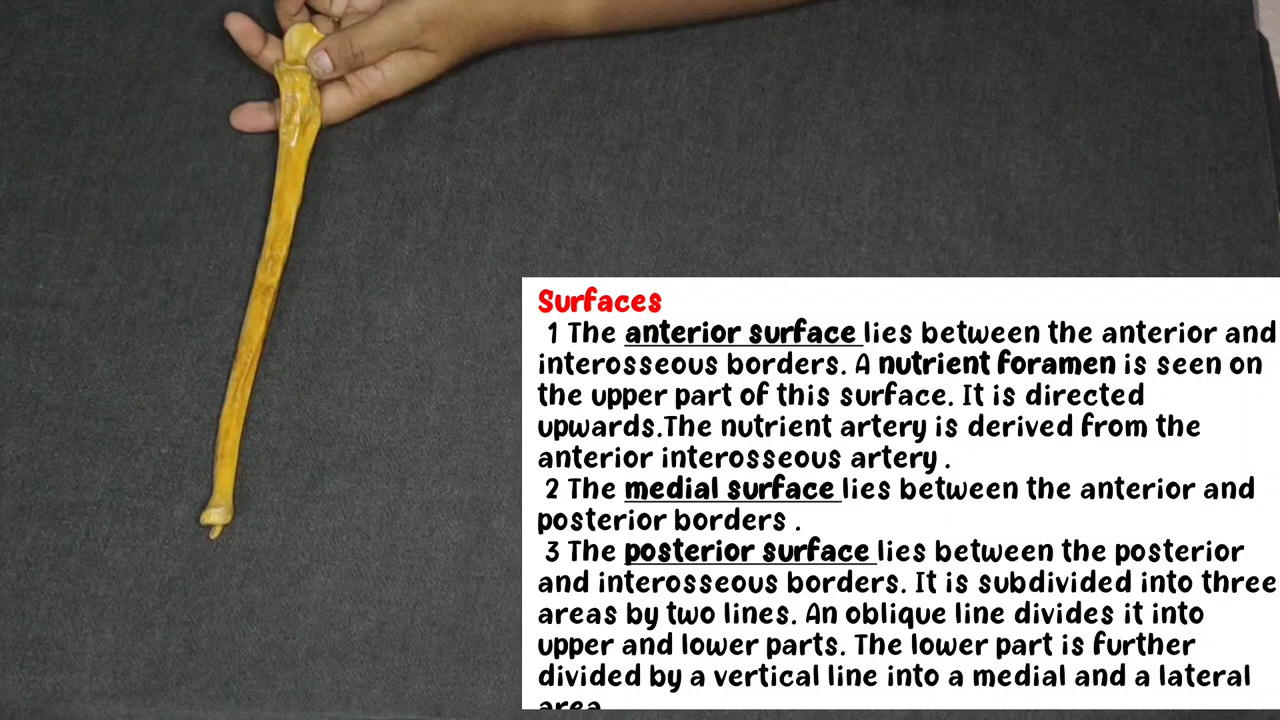 Surfaces
1 The anterior surface lies between the anterior and
interosseous borders. A nutrient foramen is seen on
the upper part of this surface. It is directed
upwards.The nutrient artery is derived from the
anterior interosseous artery .
2 The medial surface lies between the anterior and
posterior borders .
3 The posterior surface lies between the posterior
and interosseous borders. It is subdivided into three
areas by two lines. An oblique line divides it into
upper and lower parts. The lower part is further
divided by a vertical line into a medial and a lateral
area